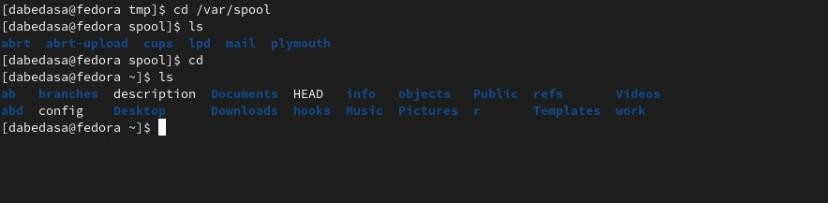 [dabedasa@fedora tmp]$ cd /var/spool
[dabedasa@fedora spool]$ ls
abrt  abrt-upload  cups  lpd  mail  plymouth
[dabedasa@fedora spool]$ cd
[dabedasa@fedora ~]$ ls
ab   branches  description  Documents  HEAD   info   objects   Public  refs       Videos
abd  config    Desktop      Downloads  hooks  Music  Pictures  r       Templates  work
[dabedasa@fedora ~]$